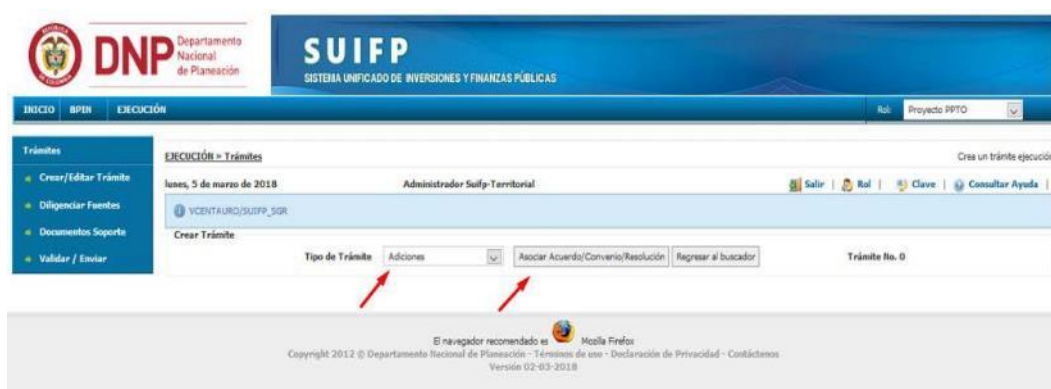 DNP Departamento
Nacional
de Planeación
SUIFP
SISTEMA UNIFICADO DE INVERSIONES Y FINANZAS PÚBLICAS
INICIO BPIN EJECUCIÓN
Rol: Proyecto PPTO
Trámites
Crear/Editar Trámite
Diligenciar Fuentes
Documentos Soporte
Validar / Enviar
EJECUCIÓN » Trámites
Crea un trámite ejecución
lunes, 5 de marzo de 2018 Administrador Suifp-Territorial Salir | Rol | Clave | Consultar Ayuda |
VCENTAURO/SUIFP_SGR
Crear Trámite
Tipo de Trámite Adiciones Asociar Acuerdo/Convenio/Resolución Regresar al buscador Trámite No. 0
El navegador recomendado es Mozilla Firefox
Copyright 2012 © Departamento Nacional de Planeación - Términos de uso - Declaración de Privacidad - Contáctenos
Versión 02-03-2018